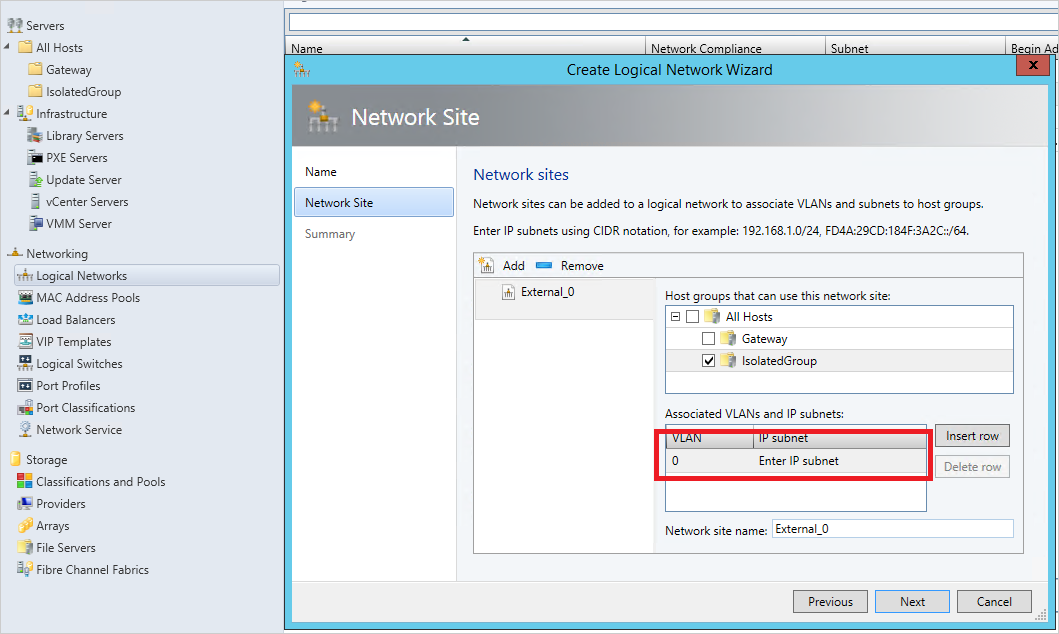 Servers
All Hosts
Gateway
IsolatedGroup
Infrastructure
Library Servers
PXE Servers
Update Server
vCenter Servers
VMM Server
Networking
Logical Networks
MAC Address Pools
Load Balancers
VIP Templates
Logical Switches
Port Profiles
Port Classifications
Network Service
Storage
Classifications and Pools
Providers
Arrays
File Servers
Fibre Channel Fabrics
Name Network Compliance Subnet Begin Ad
Create Logical Network Wizard
x
Network Site
Name
Network Site
Summary
Network sites
Network sites can be added to a logical network to associate VLANs and subnets to host groups.
Enter IP subnets using CIDR notation, for example: 192.168.1.0/24, FD4A:29CD:184F:3A2C::/64.
Add Remove
External_0
Host groups that can use this network site:
All Hosts
Gateway
IsolatedGroup
Associated VLANs and IP subnets:
VLAN IP subnet
0 Enter IP subnet
Insert row
Delete row
Network site name: External_0
Previous Next Cancel